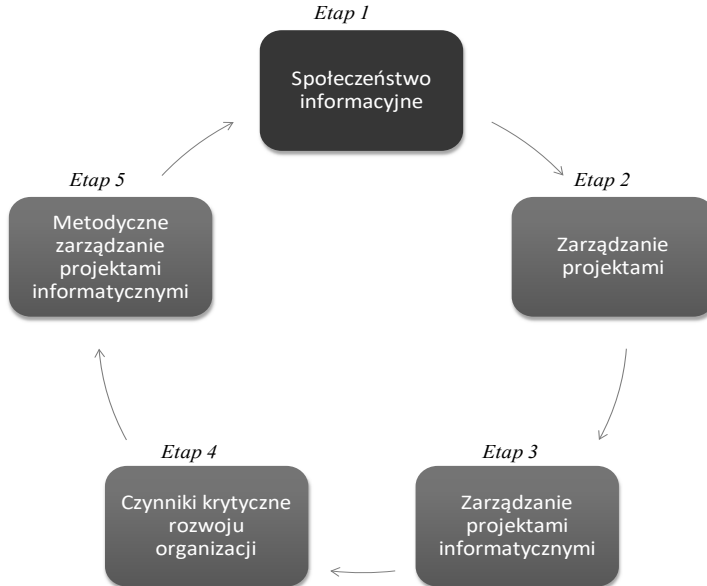 Etap 1
Społeczeństwo
informacyjne
Etap 2
Zarządzanie
projektami
Etap 3
Zarządzanie
projektami
informatycznymi
Etap 4
Czynniki krytyczne
rozwoju
organizacji
Etap 5
Metodyczne
zarządzanie
projektami
informatycznymi